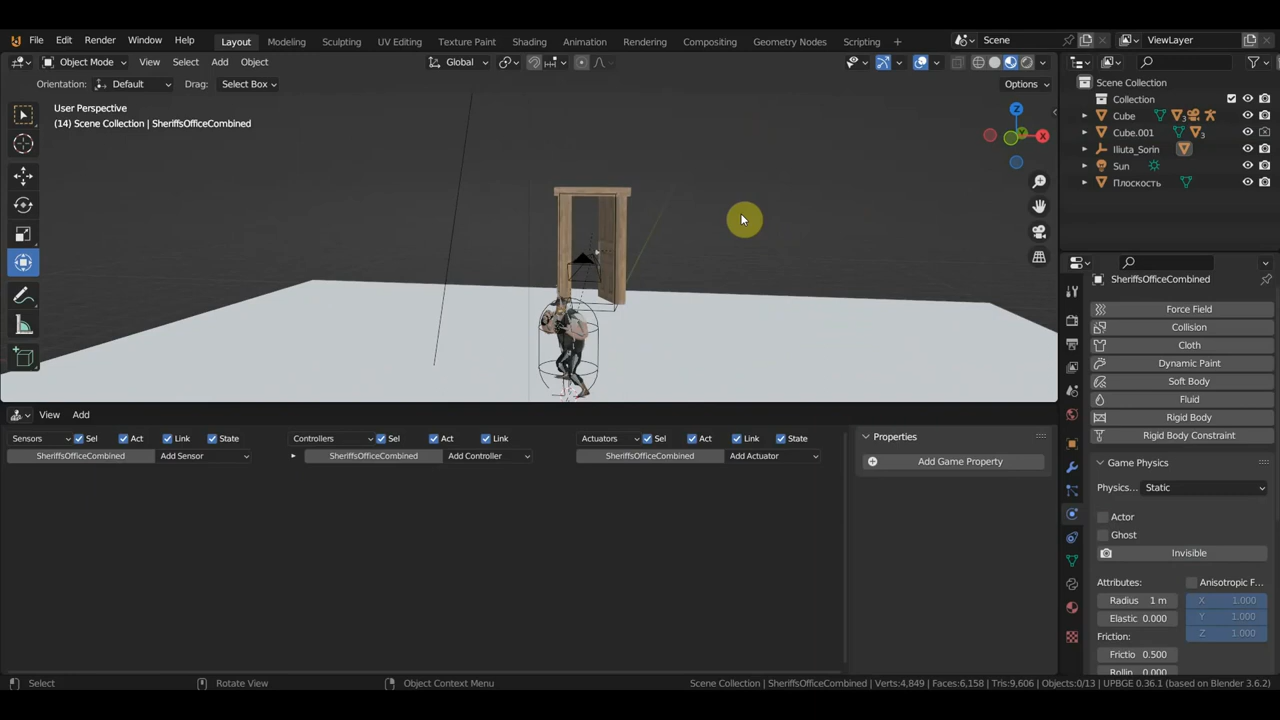 File Edit Render Window Help Layout Modeling Sculpting UV Editing Texture Paint Shading Animation Rendering Compositing Geometry Nodes Scripting + Scene ViewLayer
Object Mode View Select Add Object Global
Orientation: Default Drag: Select Box Options
User Perspective
(14) Scene Collection | SheriffsOfficeCombined
Z
Y
X
Scene Collection
Collection
Cube 3
Cube.001 3
Iliuta_Sorin
Sun
Плоскость
SheriffsOfficeCombined
Force Field
Collision
Cloth
Dynamic Paint
Soft Body
Fluid
Rigid Body
Rigid Body Constraint
Game Physics
Physics... Static
Actor
Ghost
Invisible
Attributes: Anisotropic F...
Radius 1 m X 1.000
Elastic 0.000 Y 1.000
Friction: Z 1.000
Frictio 0.500
View Add
Sensors Sel Act Link State Controllers Sel Act Link Actuators Sel Act Link State
SheriffsOfficeCombined Add Sensor SheriffsOfficeCombined Add Controller SheriffsOfficeCombined Add Actuator
Properties
Add Game Property
Select Rotate View Object Context Menu Scene Collection | SheriffsOfficeCombined | Verts:4,849 | Faces:6,158 | Tris:9,606 | Objects:0/13 | UPBGE 0.36.1 (based on Blender 3.6.2)